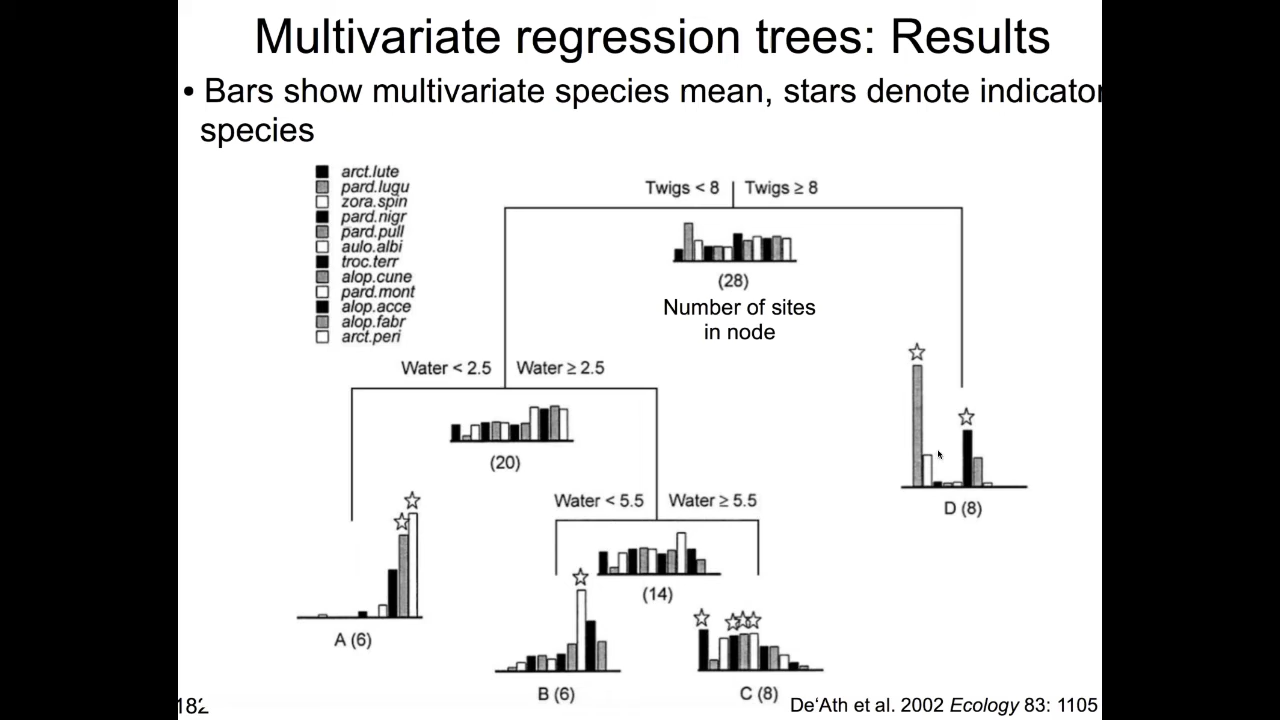 Multivariate regression trees: Results
• Bars show multivariate species mean, stars denote indicator
species
arct.lute
pard.lugu
zora.spin
pard.nigr
pard.pull
aulo.albi
troc.terr
alop.cune
pard.mont
alop.acce
alop.fabr
arct.peri
Twigs < 8 Twigs ≥ 8
(28)
Number of sites
in node
Water < 2.5 Water ≥ 2.5
(20)
Water < 5.5 Water ≥ 5.5
D (8)
(14)
A (6)
B (6) C (8)
182 De‘Ath et al. 2002 Ecology 83: 1105